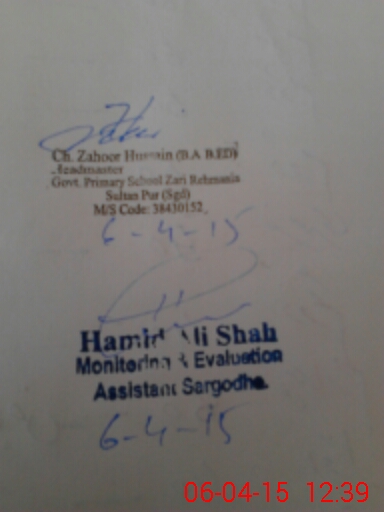 Ch. Zahoor Hussain (B.A B.ED)
Headmaster
Govt. Primary School Zari Rehmania
Sultan Pur (Sgd)
M/S Code: 38430152
6-4-15
Hamid Ali Shah
Monitoring & Evaluation
Assistant Sargodha.
6-4-15
06-04-15 12:39